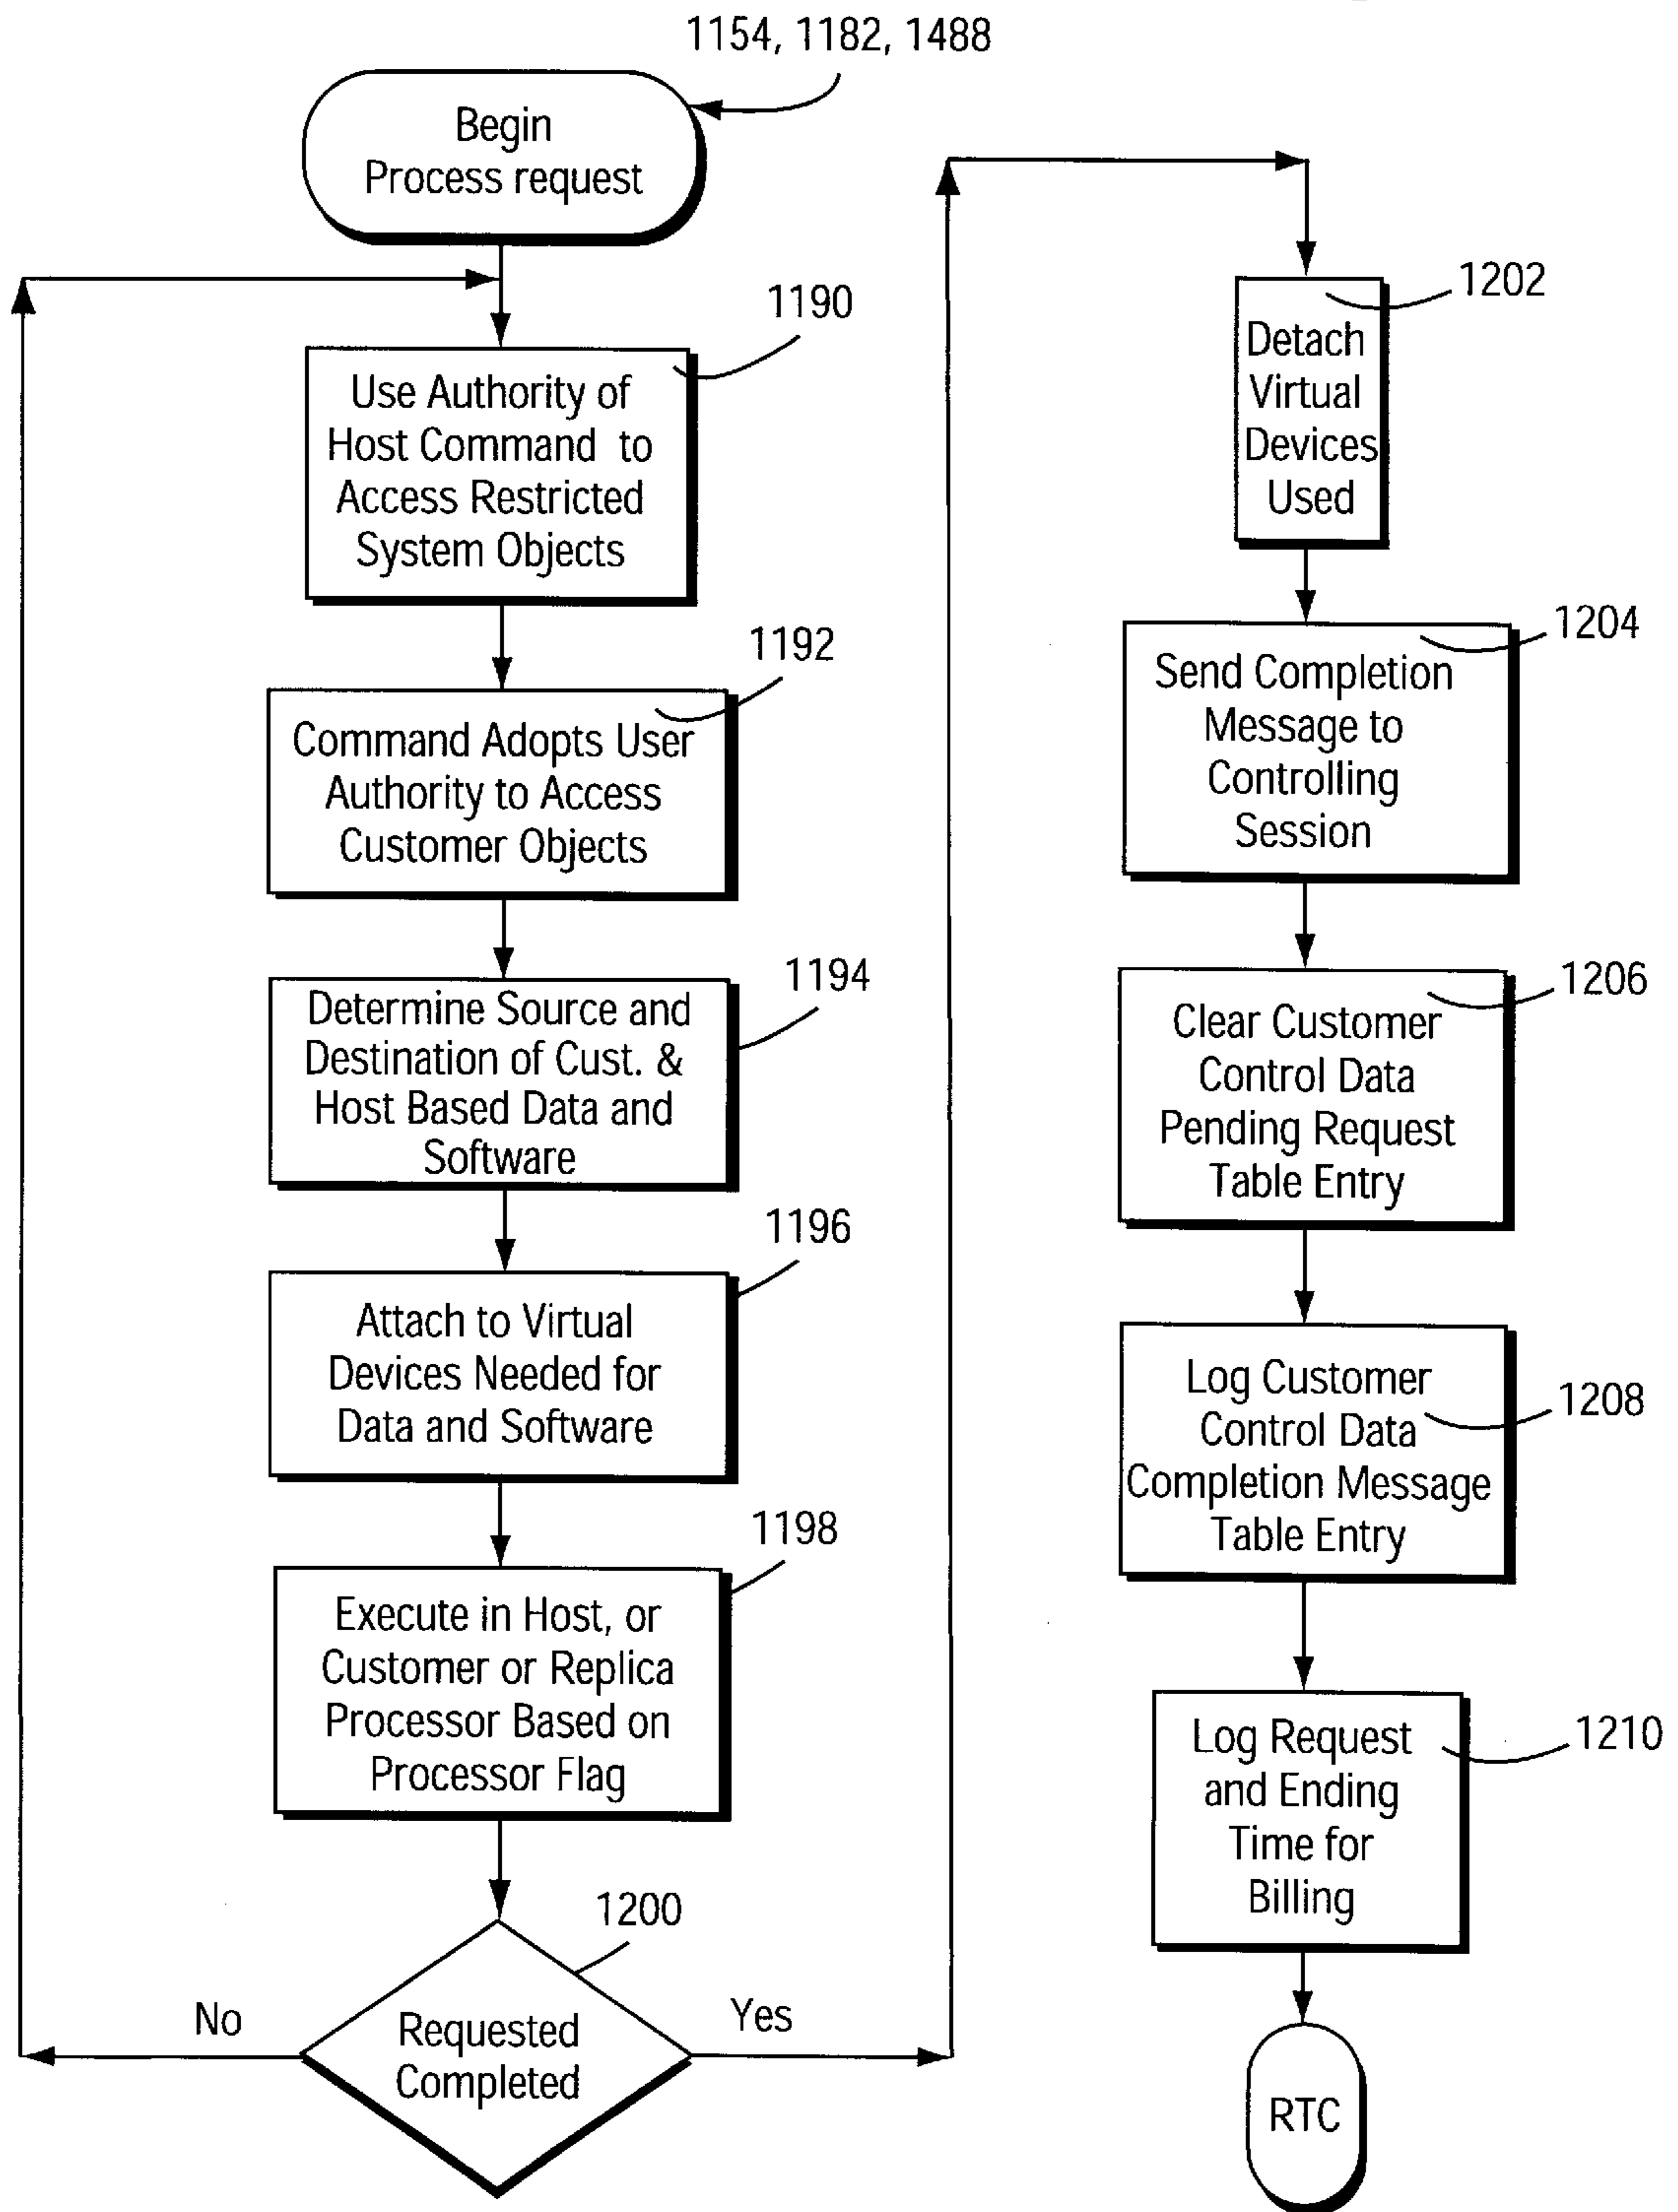 1154, 1182, 1488
Begin
Process request
1190
Use Authority of
Host Command to
Access Restricted
System Objects
1192
Command Adopts User
Authority to Access
Customer Objects
1194
Determine Source and
Destination of Cust. &
Host Based Data and
Software
1196
Attach to Virtual
Devices Needed for
Data and Software
1198
Execute in Host, or
Customer or Replica
Processor Based on
Processor Flag
1200
Requested
Completed
No
Yes
1202
Detach
Virtual
Devices
Used
1204
Send Completion
Message to
Controlling
Session
1206
Clear Customer
Control Data
Pending Request
Table Entry
1208
Log Customer
Control Data
Completion Message
Table Entry
1210
Log Request
and Ending
Time for
Billing
RTC